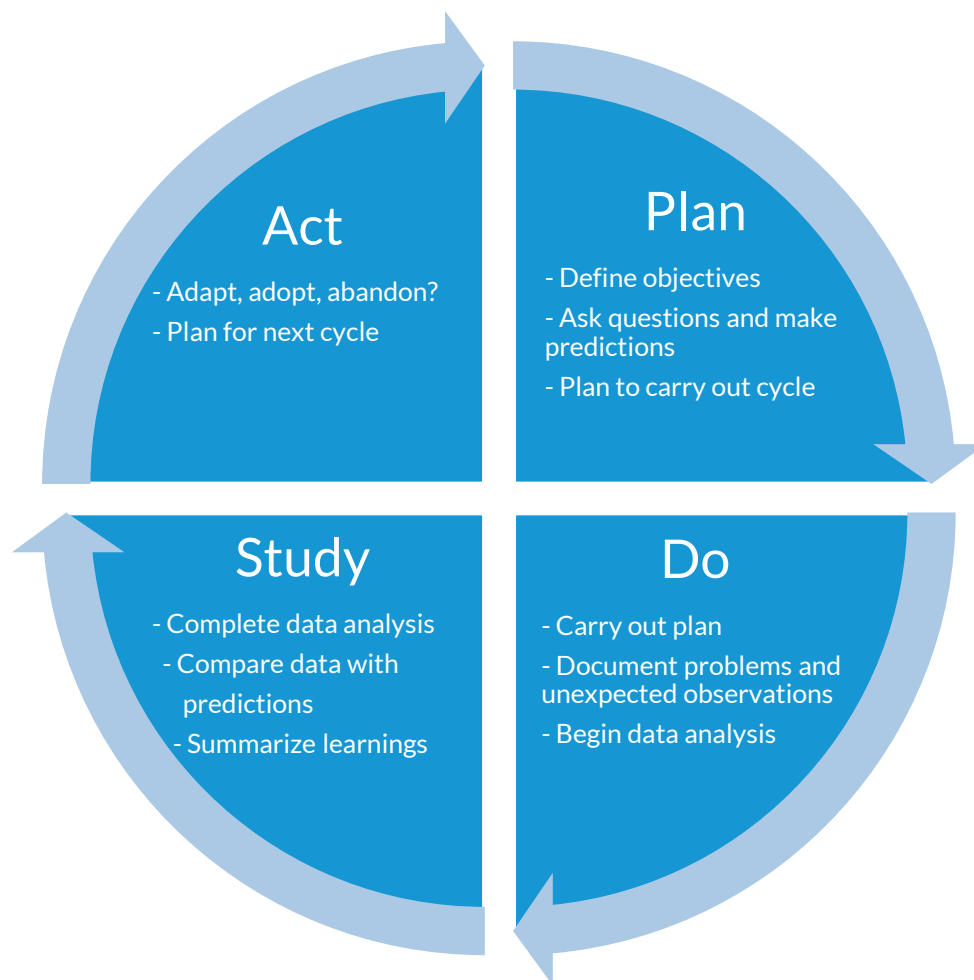 Act
- Adapt, adopt, abandon?
- Plan for next cycle
Plan
- Define objectives
- Ask questions and make
predictions
- Plan to carry out cycle
Study
- Complete data analysis
- Compare data with
predictions
- Summarize learnings
Do
- Carry out plan
- Document problems and
unexpected observations
- Begin data analysis